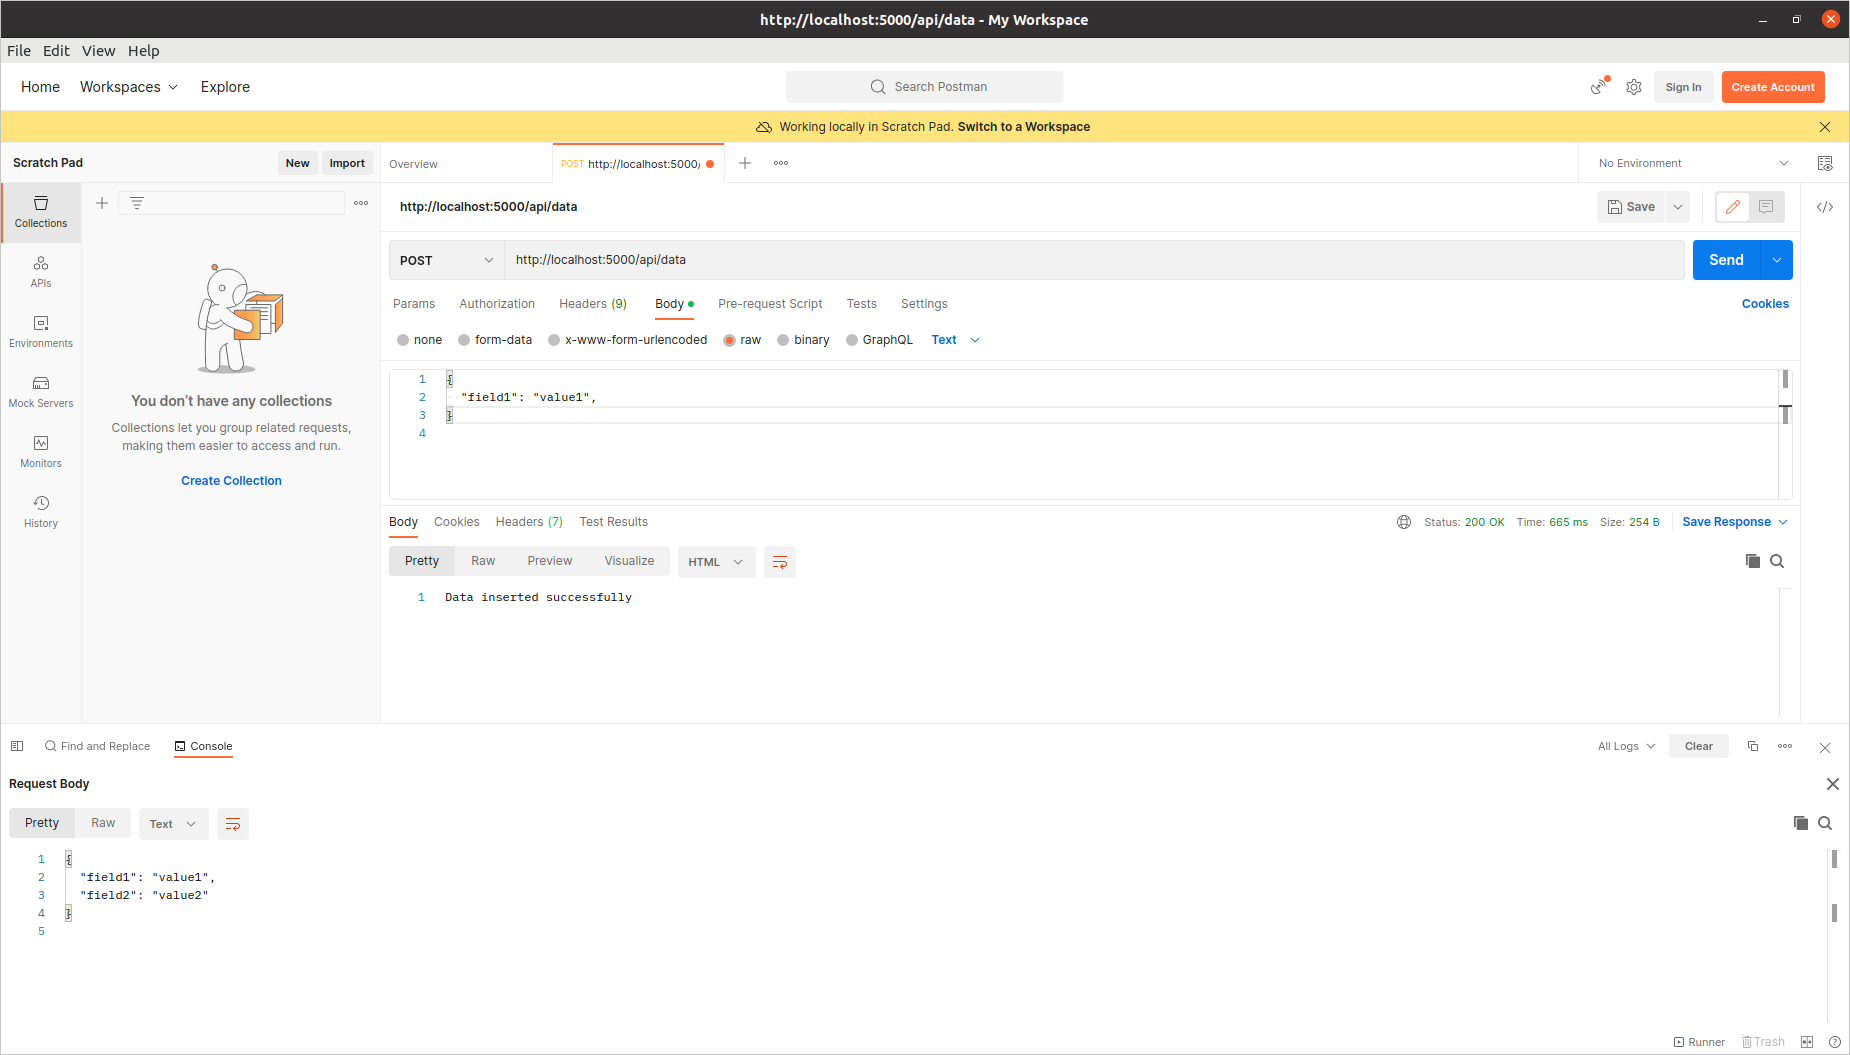 http://localhost:5000/api/data - My Workspace
File Edit View Help
Home Workspaces Explore
Search Postman
Sign In
Create Account
Working locally in Scratch Pad. Switch to a Workspace
Scratch Pad
New
Import
Overview
POST http://localhost:5000/
No Environment
Collections
APIs
Environments
Mock Servers
Monitors
History
You don’t have any collections
Collections let you group related requests,
making them easier to access and run.
Create Collection
http://localhost:5000/api/data
Save
POST
http://localhost:5000/api/data
Send
Params Authorization Headers (9) Body Pre-request Script Tests Settings
Cookies
none form-data x-www-form-urlencoded raw binary GraphQL Text
1 {
2 "field1": "value1",
3 }
4
Body Cookies Headers (7) Test Results
Status: 200 OK Time: 665 ms Size: 254 B
Save Response
Pretty Raw Preview Visualize HTML
1 Data inserted successfully
Find and Replace Console
All Logs
Clear
Request Body
Pretty Raw Text
1 {
2 "field1": "value1",
3 "field2": "value2"
4 }
5
Runner Trash